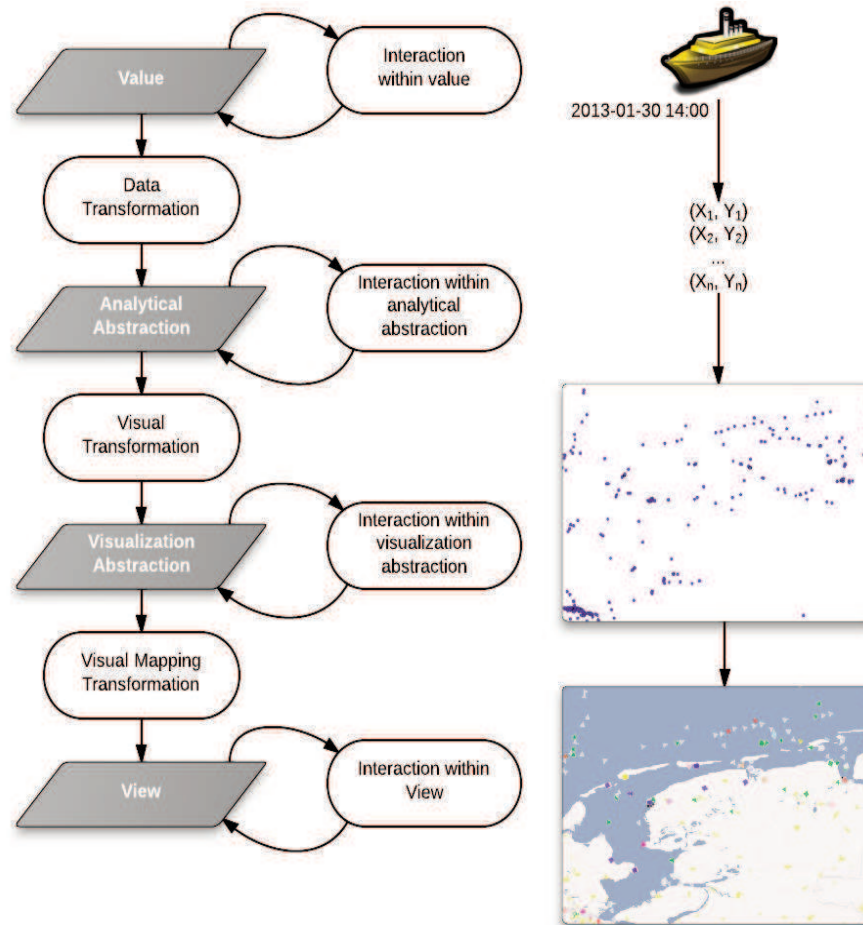 Value
Interaction
within value
Data
Transformation
Analytical
Abstraction
Interaction within
analytical
abstraction
Visual
Transformation
Visualization
Abstraction
Interaction within
visualization
abstraction
Visual Mapping
Transformation
View
Interaction within
View
2013-01-30 14:00
(X₁, Y₁)
(X₂, Y₂)
...
(Xₙ, Yₙ)